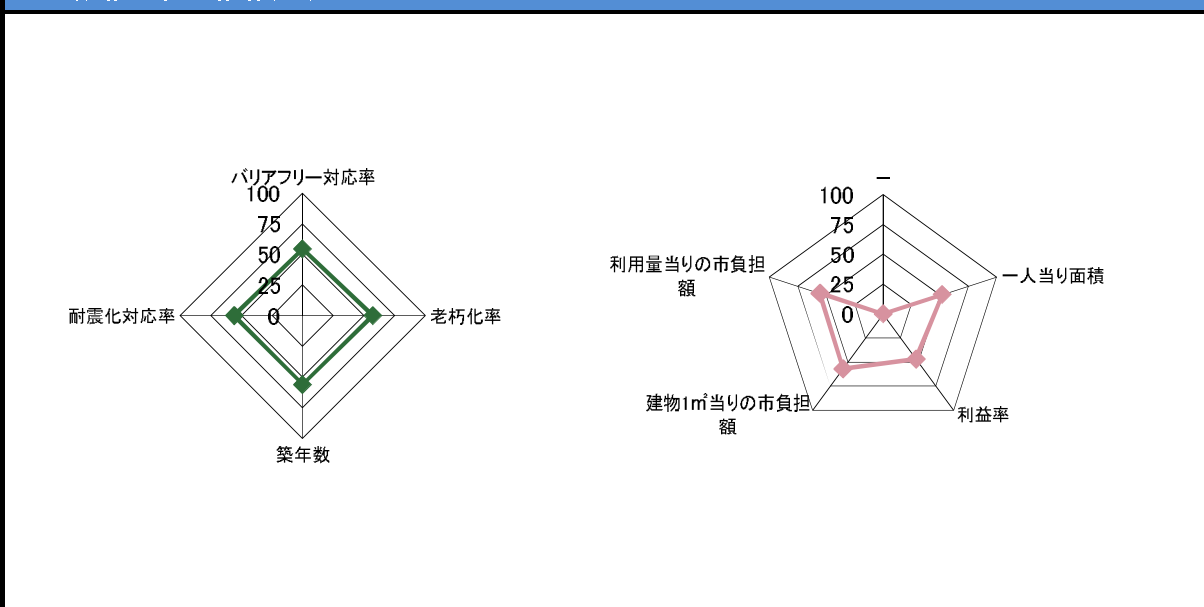 バリアフリー対応率
100
75
50
25
0
耐震化対応率
老朽化率
築年数
－
100
75
50
25
0
利用量当りの市負担
額
一人当り面積
建物1㎡当りの市負担
額
利益率